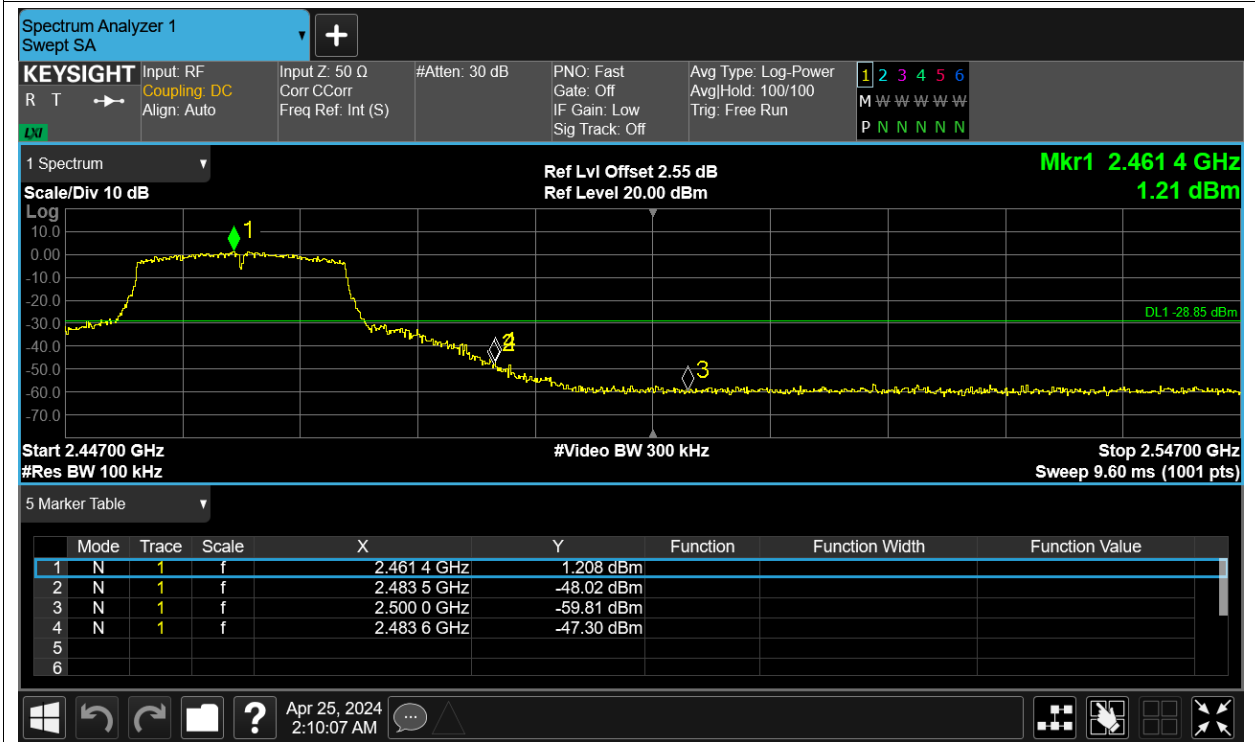 Spectrum Analyzer 1
Swept SA
KEYSIGHT Input: RF Input Z: 50 Ω #Atten: 30 dB PNO: Fast Avg Type: Log-Power 1 2 3 4 5 6
R T Coupling: DC Corr CCorr Gate: Off Avg|Hold: 100/100 M W W W W W
Align: Auto Freq Ref: Int (S) IF Gain: Low Trig: Free Run
LXI Sig Track: Off P N N N N N
1 Spectrum Ref Lvl Offset 2.55 dB Mkr1 2.461 4 GHz
Scale/Div 10 dB Ref Level 20.00 dBm 1.21 dBm
Log
10.0 1
0.00
-10.0
-20.0
-30.0 DL1 -28.85 dBm
-40.0
-50.0 3
-60.0
-70.0
Start 2.44700 GHz #Video BW 300 kHz Stop 2.54700 GHz
#Res BW 100 kHz Sweep 9.60 ms (1001 pts)
5 Marker Table
Mode Trace Scale X Y Function Function Width Function Value
1 N 1 f 2.461 4 GHz 1.208 dBm
2 N 1 f 2.483 5 GHz -48.02 dBm
3 N 1 f 2.500 0 GHz -59.81 dBm
4 N 1 f 2.483 6 GHz -47.30 dBm
5
6
? Apr 25, 2024
2:10:07 AM